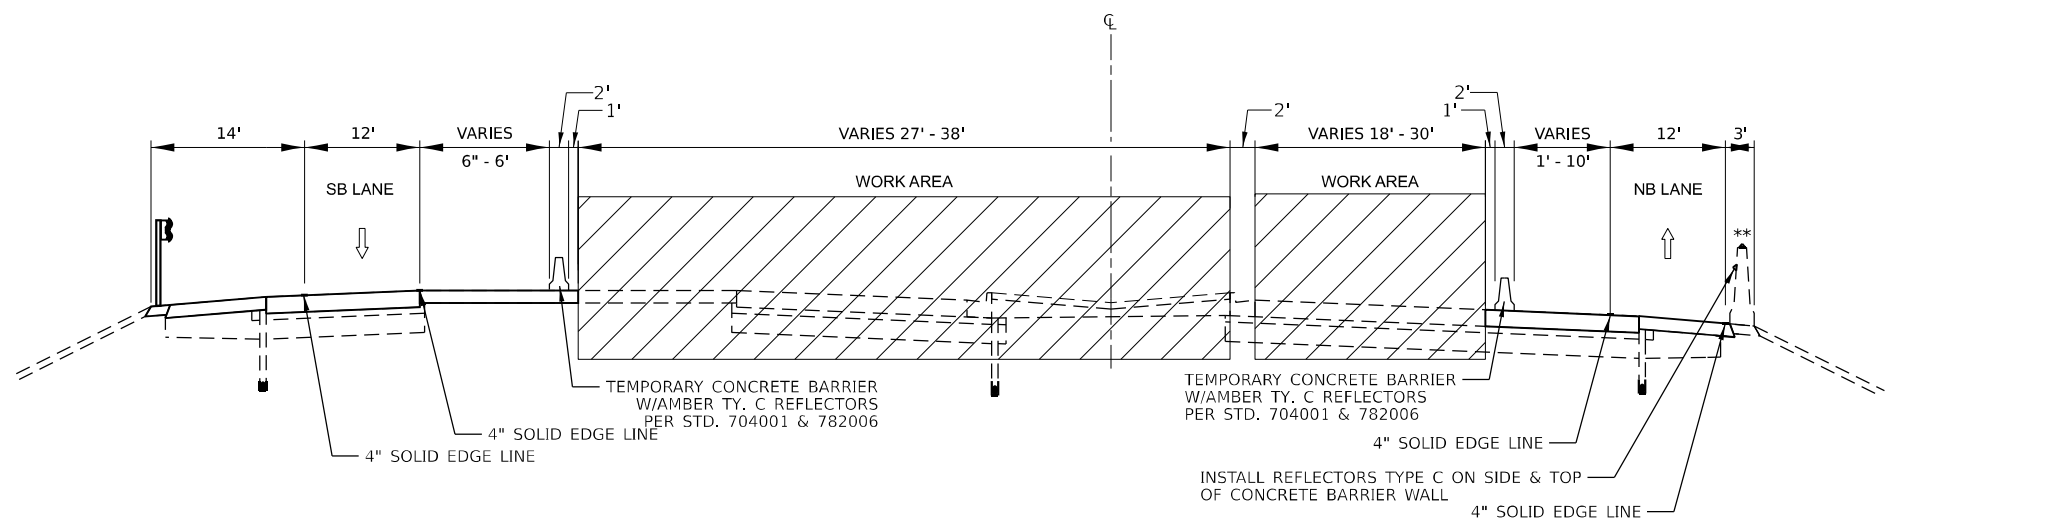 ℄
2'
1'
2'
2'
1'
14'
12'
VARIES
6" - 6'
VARIES 27' - 38'
VARIES 18' - 30'
VARIES
1' - 10'
12'
3'
SB LANE
WORK AREA
WORK AREA
NB LANE
**
TEMPORARY CONCRETE BARRIER
W/AMBER TY. C REFLECTORS
PER STD. 704001 & 782006
4" SOLID EDGE LINE
4" SOLID EDGE LINE
TEMPORARY CONCRETE BARRIER
W/AMBER TY. C REFLECTORS
PER STD. 704001 & 782006
4" SOLID EDGE LINE
INSTALL REFLECTORS TYPE C ON SIDE & TOP
OF CONCRETE BARRIER WALL
4" SOLID EDGE LINE